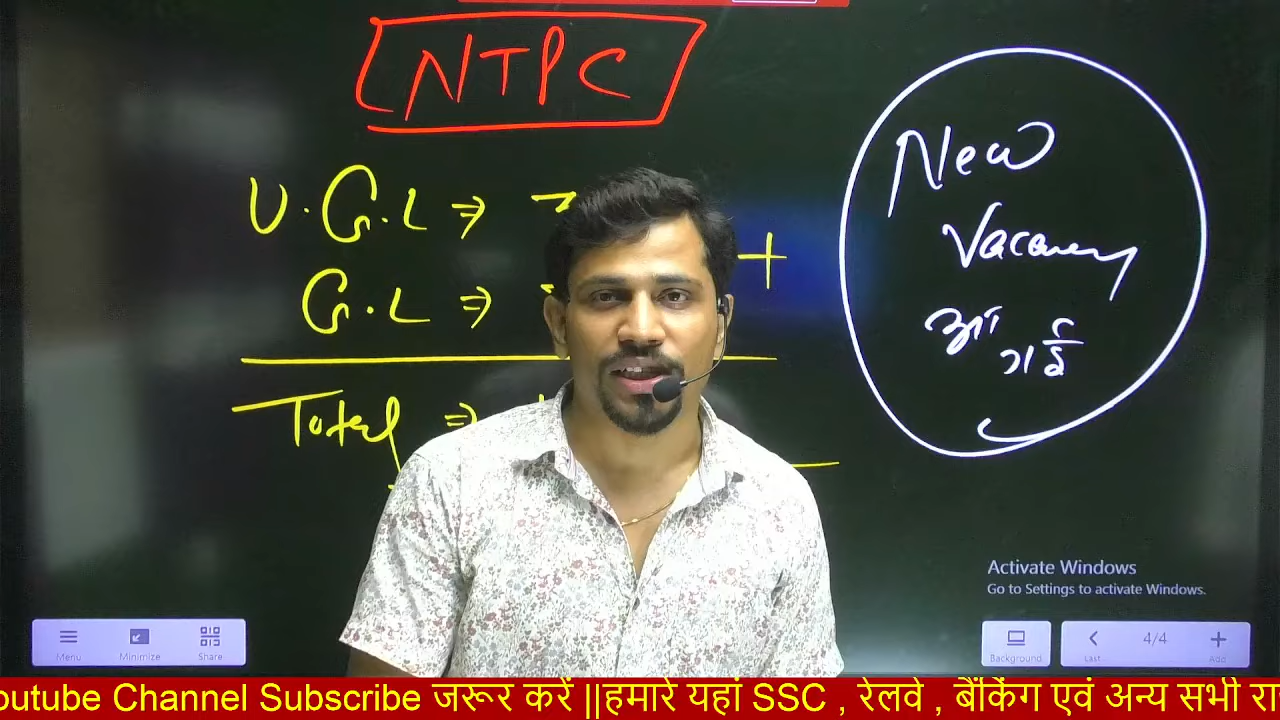 NTPC
U.G.L ⇒
+
G.L ⇒
Total ⇒
New
Vacancy
आ
गई
Activate Windows
Go to Settings to activate Windows.
Menu Minimize Share
Background Last 4/4 Add
outube Channel Subscribe जरूर करें ||हमारे यहां SSC , रेलवे , बैंकिंग एवं अन्य सभी रा